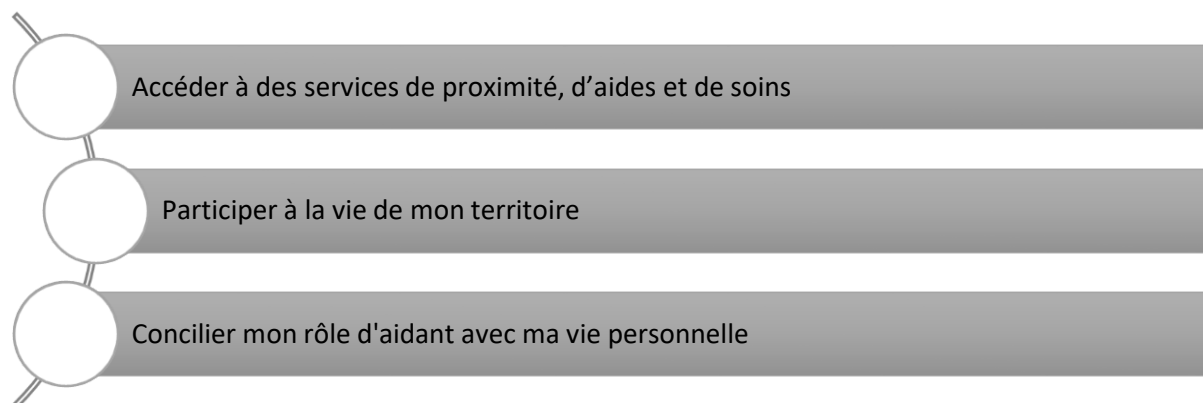 Accéder à des services de proximité, d’aides et de soins
Participer à la vie de mon territoire
Concilier mon rôle d'aidant avec ma vie personnelle